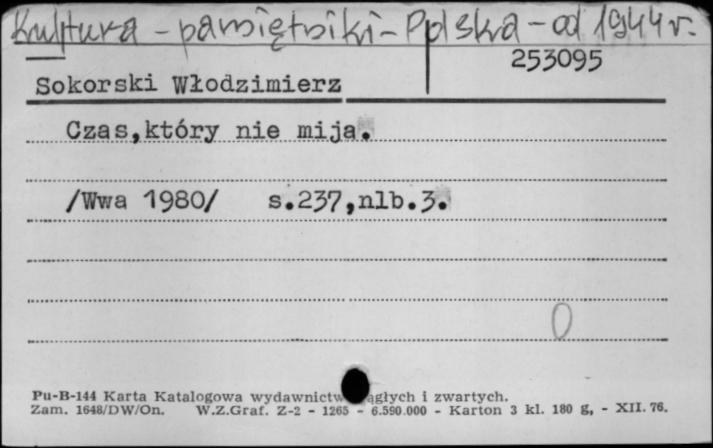 Kultura - pamiętniki - Polska - od 1944 r.
253095
Sokorski Włodzimierz
Czas,który nie mija.
/Wwa 1980/ s.237,nlb.3.
0
Pu-B-144 Karta Katalogowa wydawnictw ągłych i zwartych.
Zam. 1648/DW/On. W.Z.Graf. Z-2 - 1265 - 6.590.000 - Karton 3 kl. 180 g, - XII. 76.